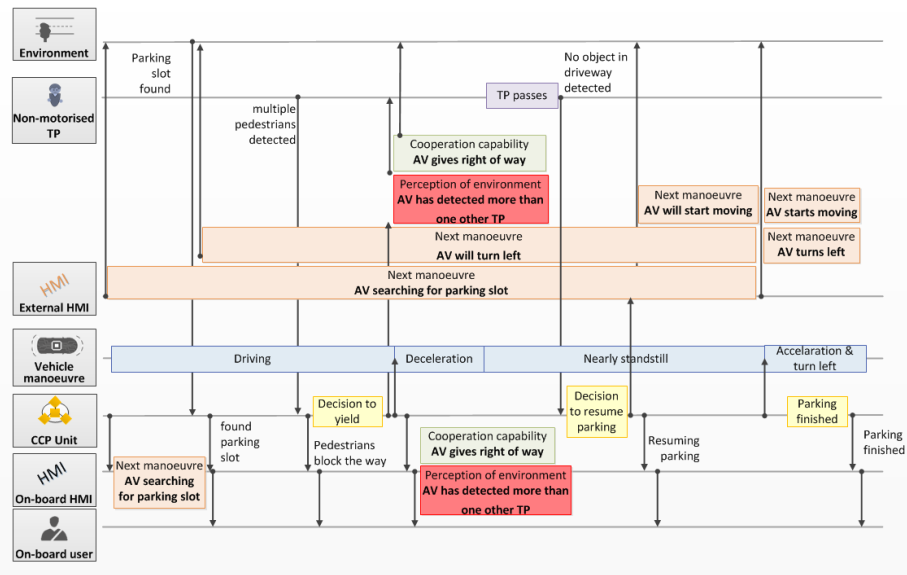 Environment
Parking
slot
found
No object in
driveway
detected
Non-motorised
TP
TP passes
multiple
pedestrians
detected
Cooperation capability
AV gives right of way
Perception of environment
AV has detected more than
one other TP
Next manoeuvre
AV will start moving
Next manoeuvre
AV starts moving
Next manoeuvre
AV will turn left
Next manoeuvre
AV turns left
HMI
External HMI
Next manoeuvre
AV searching for parking slot
Vehicle
manoeuvre
Driving
Deceleration
Nearly standstill
Accelaration &
turn left
CCP Unit
found
parking
slot
Decision to
yield
Pedestrians
block the way
Decision
to resume
parking
Resuming
parking
Parking
finished
Parking
finished
Cooperation capability
AV gives right of way
HMI
On-board HMI
Next manoeuvre
AV searching
for parking slot
Perception of environment
AV has detected more than
one other TP
On-board user